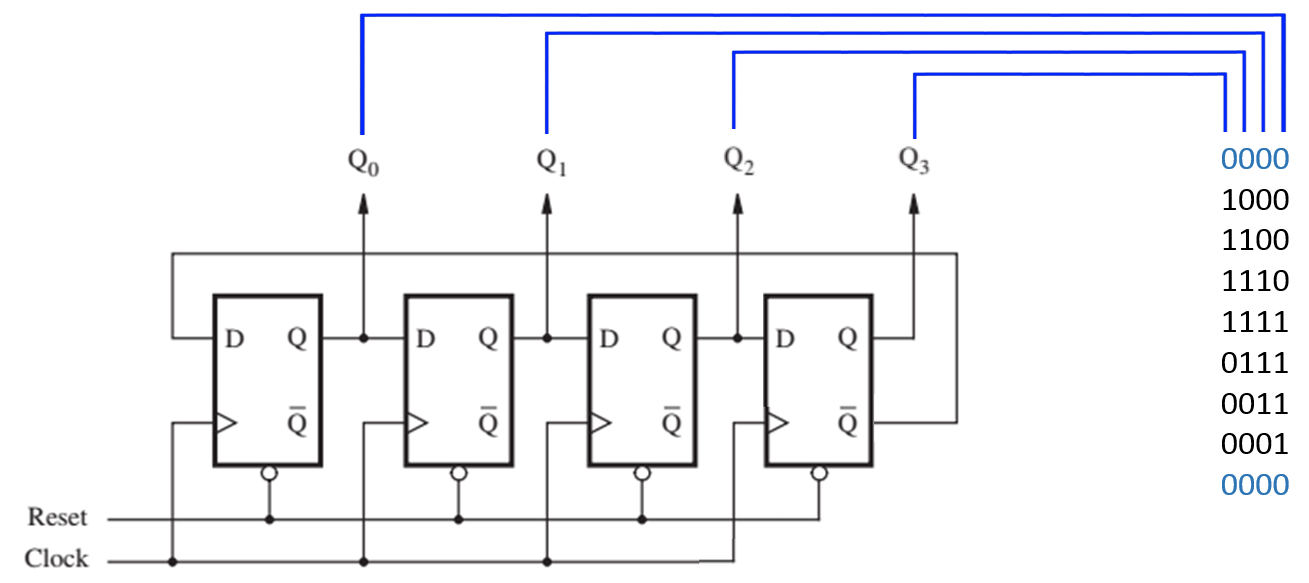 Q0 Q1 Q2 Q3
0000
1000
1100
1110
1111
0111
0011
0001
0000
D Q D Q D Q D Q
Q̅ Q̅ Q̅ Q̅
Reset
Clock